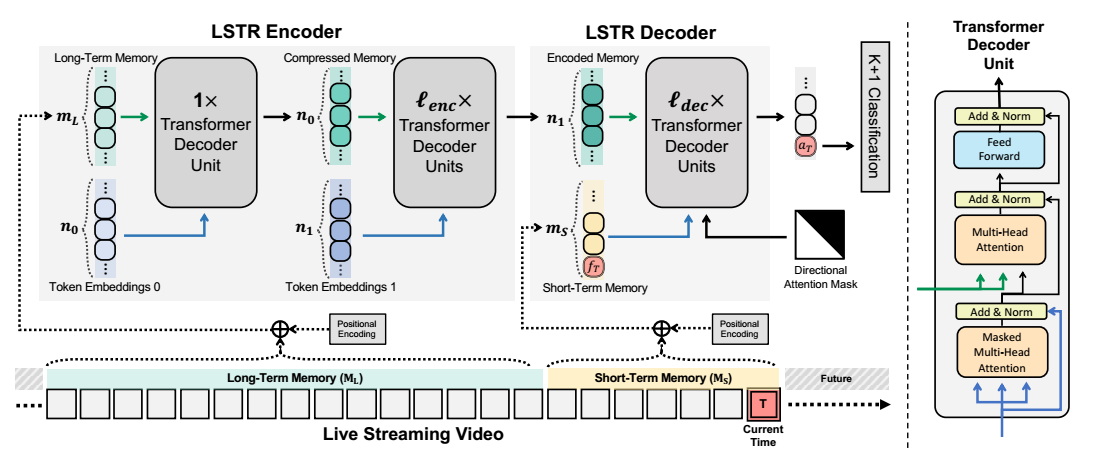 LSTR Encoder
Long-Term Memory
m_L
1×
Transformer
Decoder
Unit
n_0
Token Embeddings 0
Compressed Memory
n_0
ℓ_enc×
Transformer
Decoder
Units
n_1
Token Embeddings 1
LSTR Decoder
Encoded Memory
n_1
ℓ_dec×
Transformer
Decoder
Units
m_S
f_T
Short-Term Memory
a_T
K+1 Classification
Directional
Attention Mask
Positional
Encoding
Positional
Encoding
Long-Term Memory (M_L)
Short-Term Memory (M_S)
Future
T
Live Streaming Video
Current
Time
Transformer
Decoder
Unit
Add & Norm
Feed
Forward
Add & Norm
Multi-Head
Attention
Add & Norm
Masked
Multi-Head
Attention